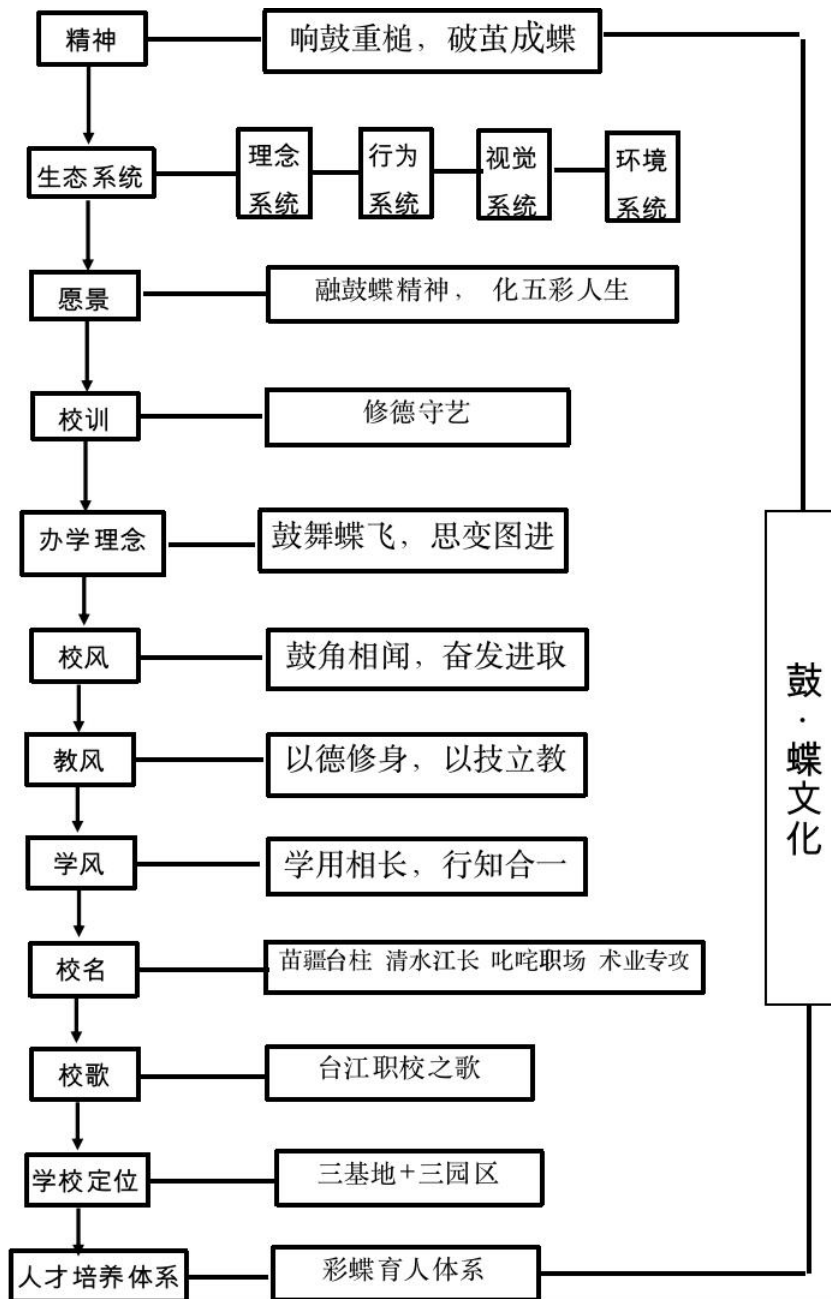 精神
响鼓重槌，破茧成蝶
生态系统
理念
系统
行为
系统
视觉
系统
环境
系统
愿景
融鼓蝶精神， 化五彩人生
校训
修德守艺
办学理念
鼓舞蝶飞，思变图进
校风
鼓角相闻，奋发进取
教风
以德修身，以技立教
学风
学用相长，行知合一
校名
苗疆台柱 清水江长 叱咤职场 术业专攻
校歌
台江职校之歌
学校定位
三基地+三园区
人才培养体系
彩蝶育人体系
鼓·蝶文化